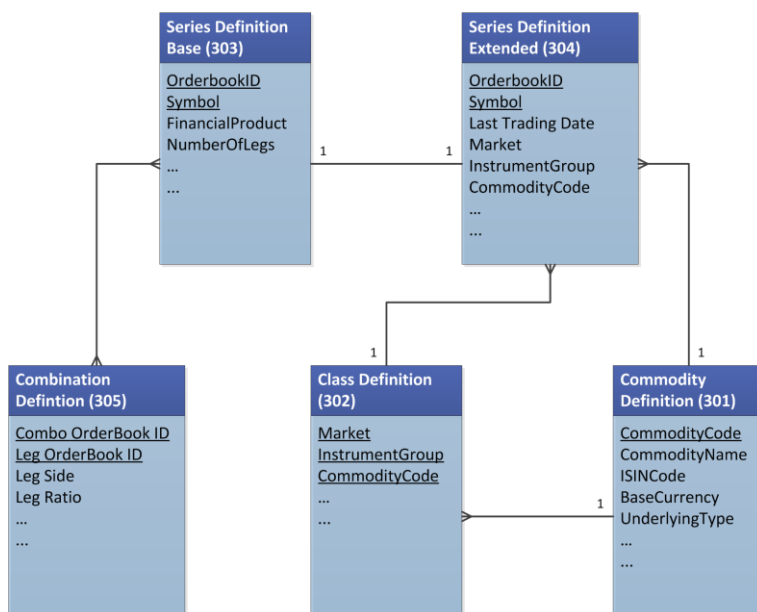 Series Definition
Base (303)
OrderbookID
Symbol
FinancialProduct
NumberOfLegs
…
...
Series Definition
Extended (304)
OrderbookID
Symbol
Last Trading Date
Market
InstrumentGroup
CommodityCode
…
...
1
1
1
1
Combination
Defintion (305)
Combo OrderBook ID
Leg OrderBook ID
Leg Side
Leg Ratio
…
...
Class Definition
(302)
Market
InstrumentGroup
CommodityCode
…
...
1
Commodity
Definition (301)
CommodityCode
CommodityName
ISINCode
BaseCurrency
UnderlyingType
…
...